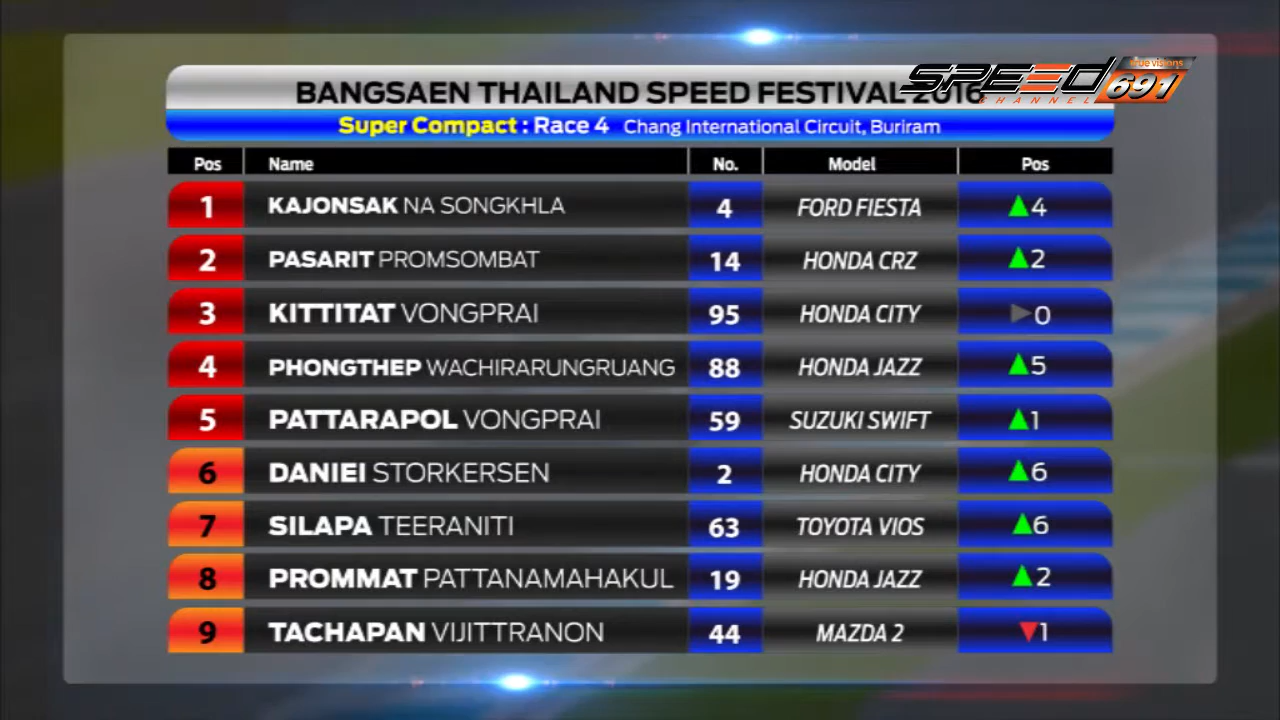 BANGSAEN THAILAND SPEED FESTIVAL 2016
SPEED CHANNEL true visions 691
Super Compact : Race 4 Chang International Circuit, Buriram
Pos Name No. Model Pos
1 KAJONSAK NA SONGKHLA 4 FORD FIESTA ▲4
2 PASARIT PROMSOMBAT 14 HONDA CRZ ▲2
3 KITTITAT VONGPRAI 95 HONDA CITY ▶0
4 PHONGTHEP WACHIRARUNGRUANG 88 HONDA JAZZ ▲5
5 PATTARAPOL VONGPRAI 59 SUZUKI SWIFT ▲1
6 DANIEI STORKERSEN 2 HONDA CITY ▲6
7 SILAPA TEERANITI 63 TOYOTA VIOS ▲6
8 PROMMAT PATTANAMAHAKUL 19 HONDA JAZZ ▲2
9 TACHAPAN VIJITTRANON 44 MAZDA 2 ▼1